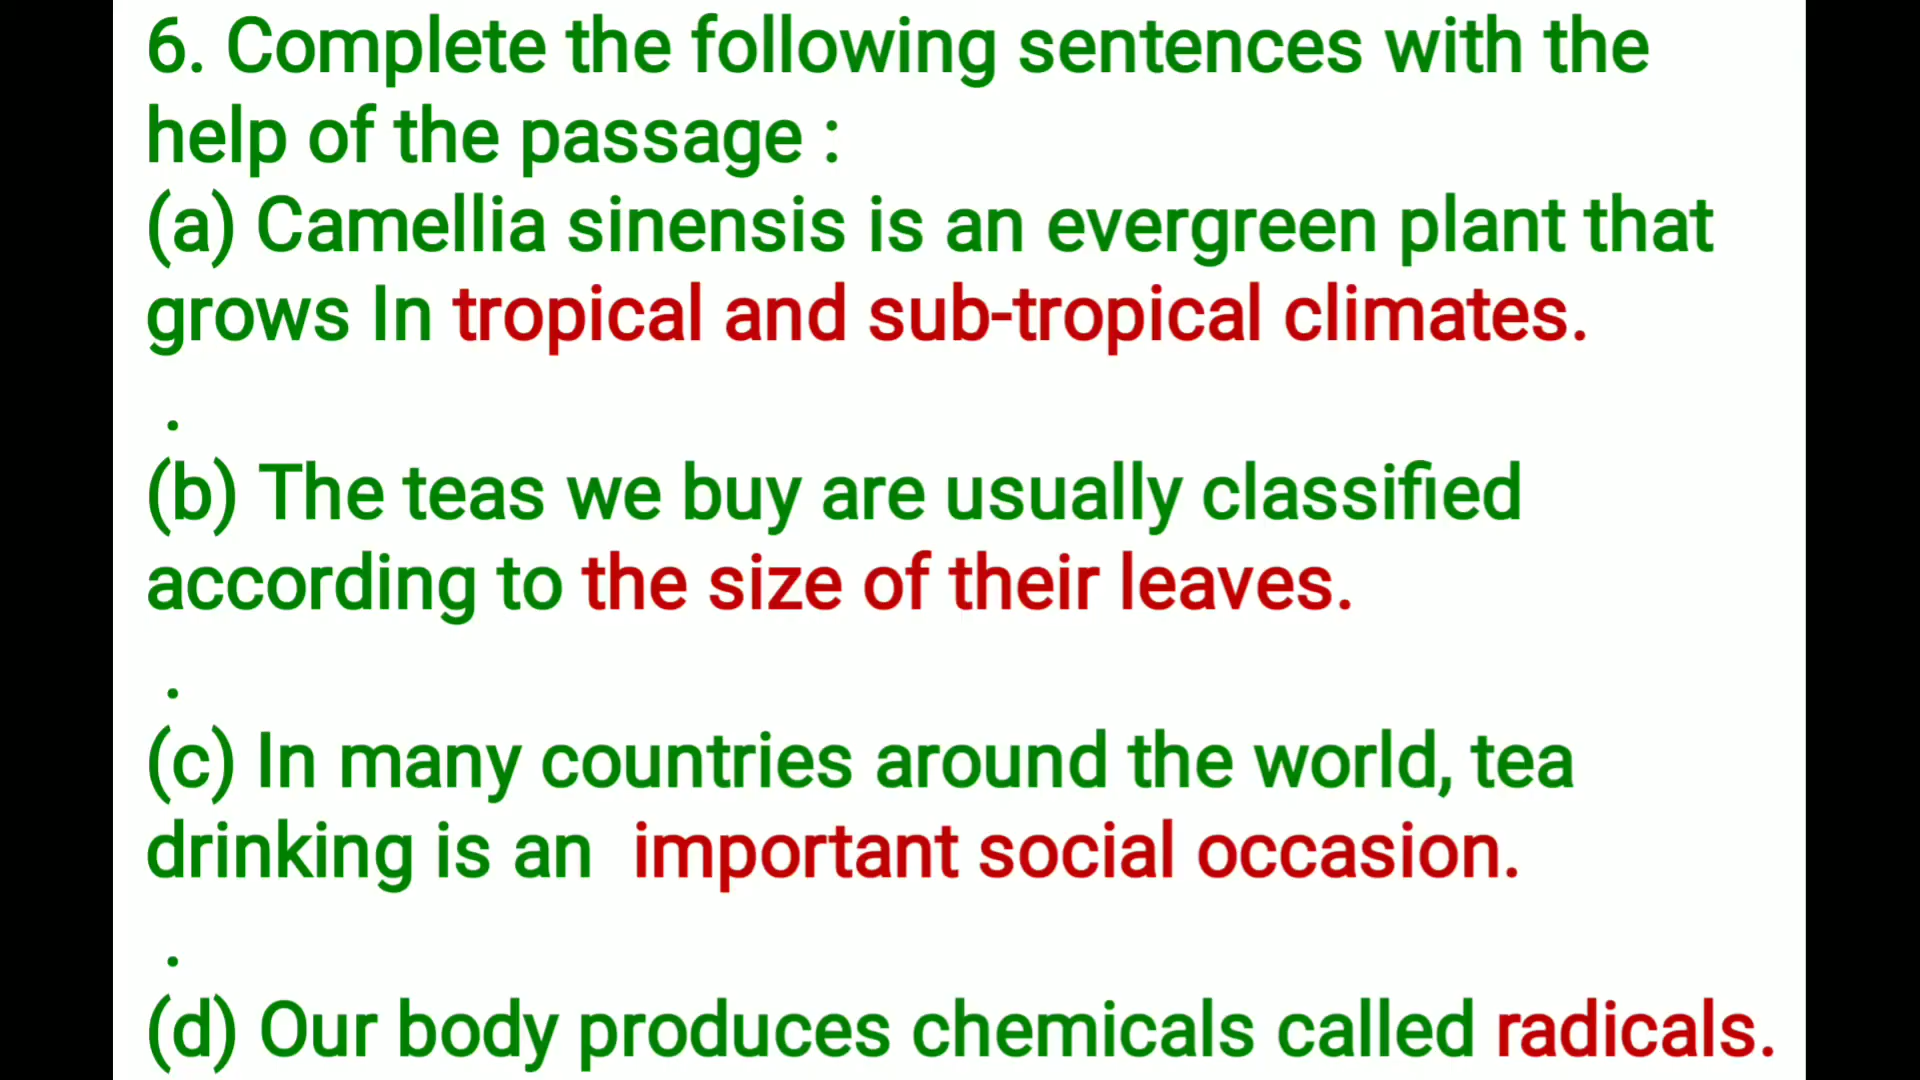 6. Complete the following sentences with the
help of the passage :
(a) Camellia sinensis is an evergreen plant that
grows In tropical and sub-tropical climates.
.
(b) The teas we buy are usually classified
according to the size of their leaves.
.
(c) In many countries around the world, tea
drinking is an  important social occasion.
.
(d) Our body produces chemicals called radicals.